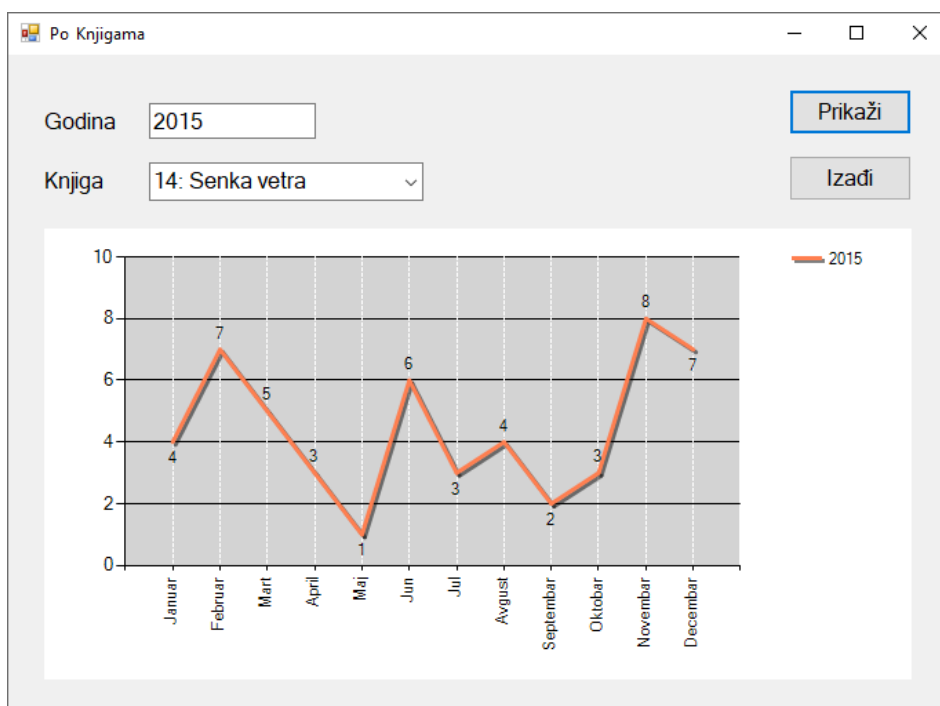 Po Knjigama
Godina 2015 Prikaži
Knjiga 14: Senka vetra Izađi
2015
10
8
6
4
2
0
4
7
5
3
1
6
3
4
2
3
8
7
Januar
Februar
Mart
April
Maj
Jun
Jul
Avgust
Septembar
Oktobar
Novembar
Decembar